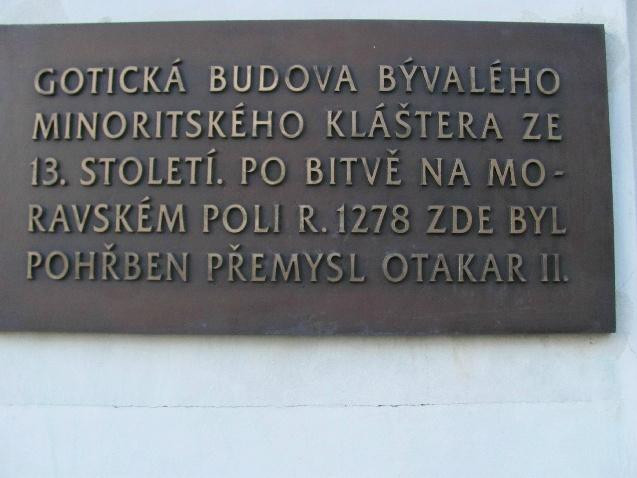 GOTICKÁ BUDOVA BÝVALÉHO
MINORITSKÉHO KLÁŠTERA ZE
13. STOLETÍ. PO BITVĚ NA MO-
RAVSKÉM POLI R. 1278 ZDE BYL
POHŘBEN PŘEMYSL OTAKAR II.